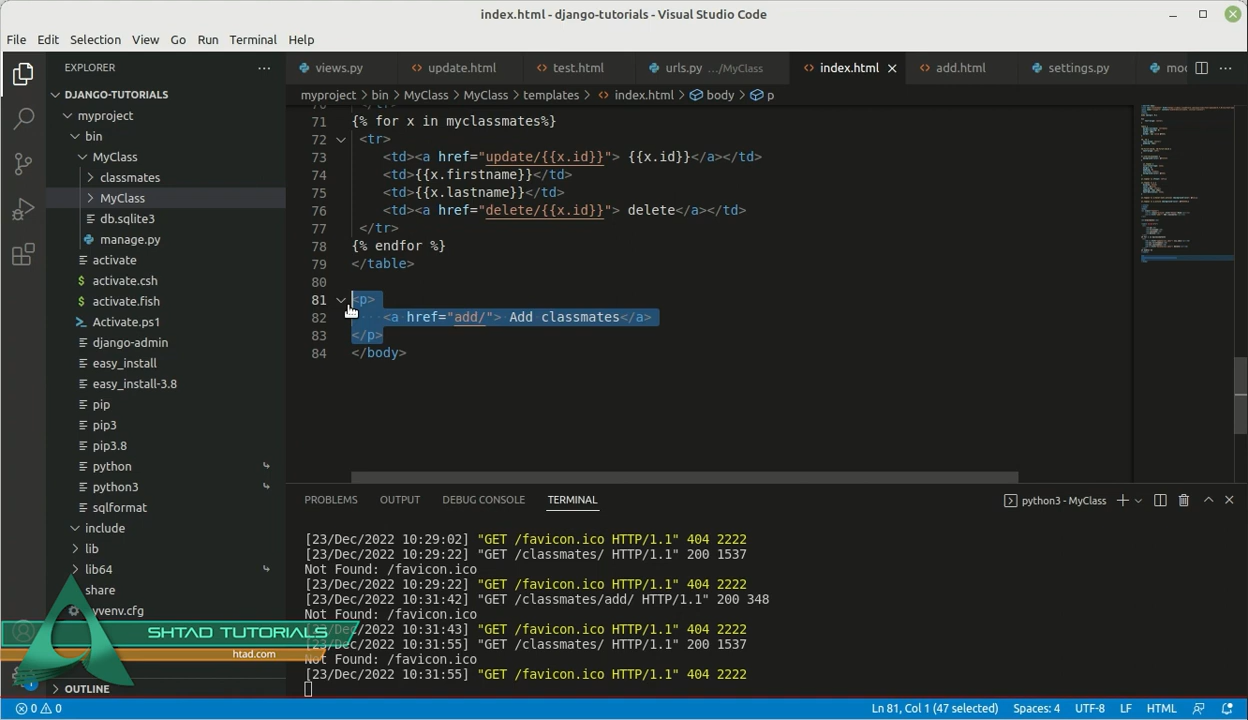 index.html - django-tutorials - Visual Studio Code
File Edit Selection View Go Run Terminal Help
EXPLORER
views.py update.html test.html urls.py .../MyClass index.html add.html settings.py
DJANGO-TUTORIALS
myproject > bin > MyClass > MyClass > templates > index.html > body > p
myproject
bin
MyClass
classmates
MyClass
db.sqlite3
manage.py
activate
activate.csh
activate.fish
Activate.ps1
django-admin
easy_install
easy_install-3.8
pip
pip3
pip3.8
python
python3
sqlformat
include
lib
lib64
share
pyvenv.cfg
OUTLINE
71 {% for x in myclassmates%}
72 <tr>
73 <td><a href="update/{{x.id}}"> {{x.id}}</a></td>
74 <td>{{x.firstname}}</td>
75 <td>{{x.lastname}}</td>
76 <td><a href="delete/{{x.id}}"> delete</a></td>
77 </tr>
78 {% endfor %}
79 </table>
80
81 <p>
82 <a href="add/"> Add classmates</a>
83 </p>
84 </body>
PROBLEMS OUTPUT DEBUG CONSOLE TERMINAL
python3 - MyClass
[23/Dec/2022 10:29:02] "GET /favicon.ico HTTP/1.1" 404 2222
[23/Dec/2022 10:29:22] "GET /classmates/ HTTP/1.1" 200 1537
Not Found: /favicon.ico
[23/Dec/2022 10:29:22] "GET /favicon.ico HTTP/1.1" 404 2222
[23/Dec/2022 10:31:42] "GET /classmates/add/ HTTP/1.1" 200 348
Not Found: /favicon.ico
[23/Dec/2022 10:31:43] "GET /favicon.ico HTTP/1.1" 404 2222
[23/Dec/2022 10:31:55] "GET /classmates/ HTTP/1.1" 200 1537
Not Found: /favicon.ico
[23/Dec/2022 10:31:55] "GET /favicon.ico HTTP/1.1" 404 2222
SHTAD TUTORIALS
htad.com
0 0
Ln 81, Col 1 (47 selected) Spaces: 4 UTF-8 LF HTML